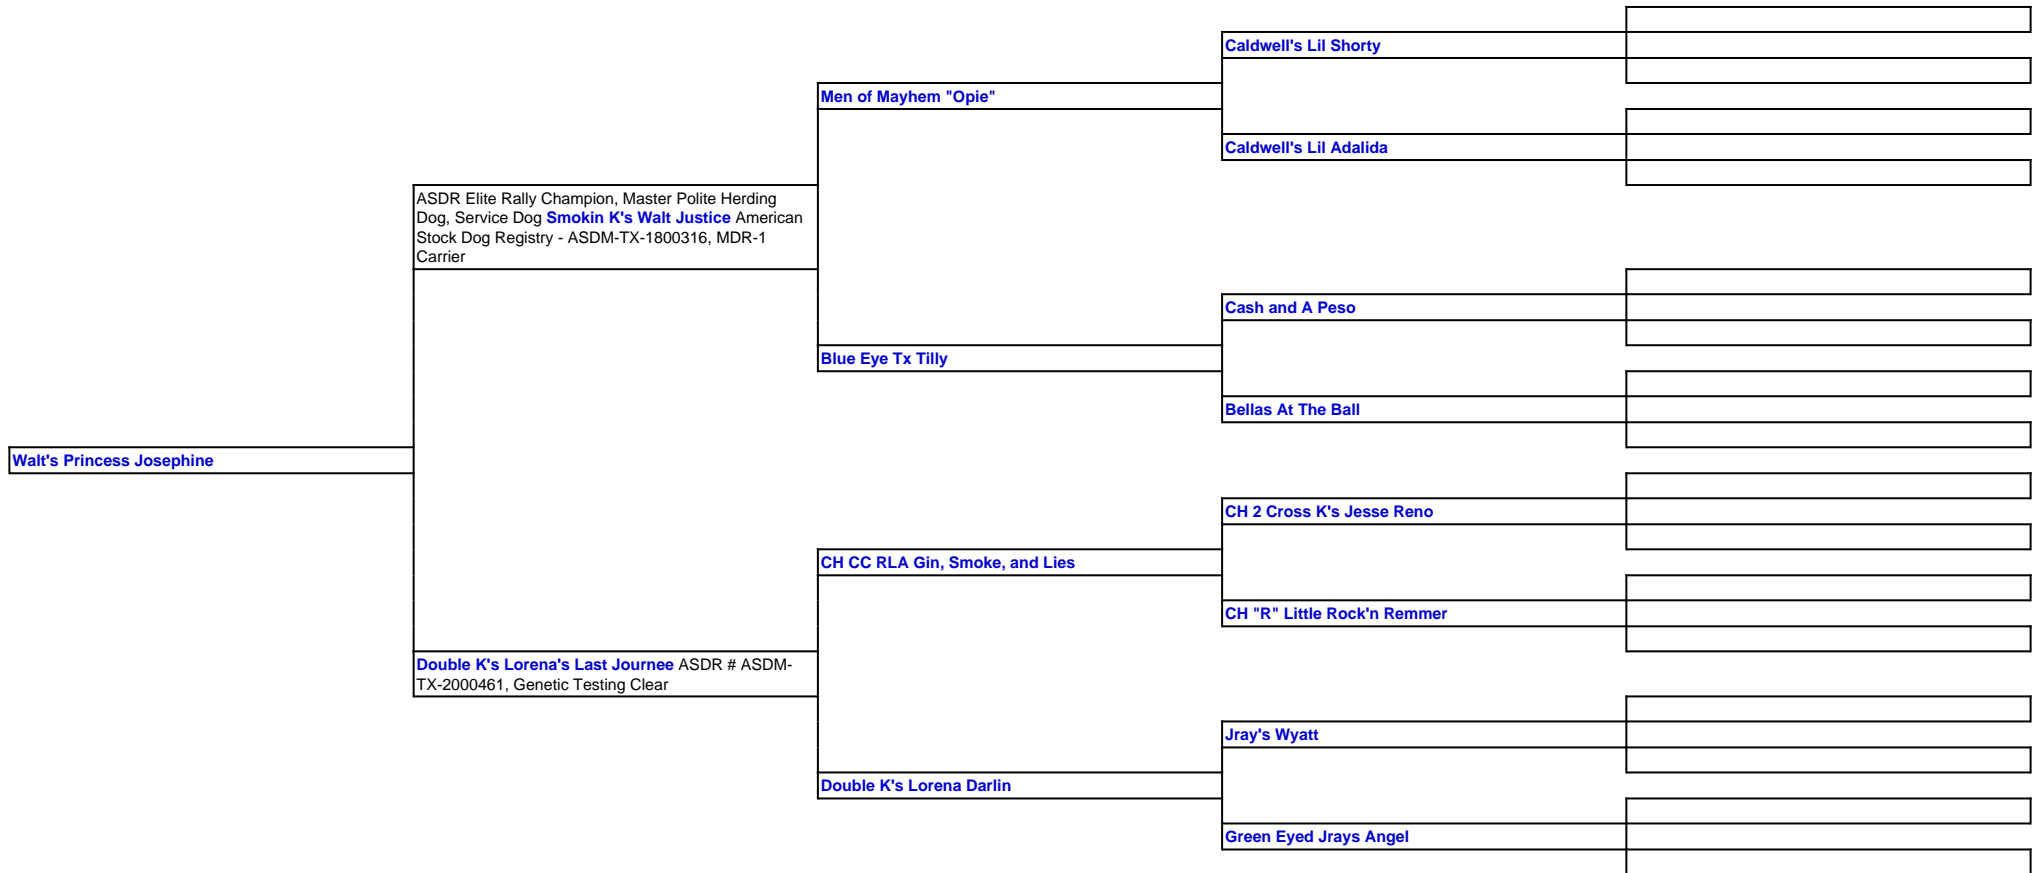 Caldwell's Lil Shorty
Men of Mayhem "Opie"
Caldwell's Lil Adalida
ASDR Elite Rally Champion, Master Polite Herding
Dog, Service Dog Smokin K's Walt Justice American
Stock Dog Registry - ASDM-TX-1800316, MDR-1
Carrier
Cash and A Peso
Blue Eye Tx Tilly
Bellas At The Ball
Walt's Princess Josephine
CH 2 Cross K's Jesse Reno
CH CC RLA Gin, Smoke, and Lies
CH "R" Little Rock'n Remmer
Double K's Lorena's Last Journee ASDR # ASDM-
TX-2000461, Genetic Testing Clear
Jray's Wyatt
Double K's Lorena Darlin
Green Eyed Jrays Angel